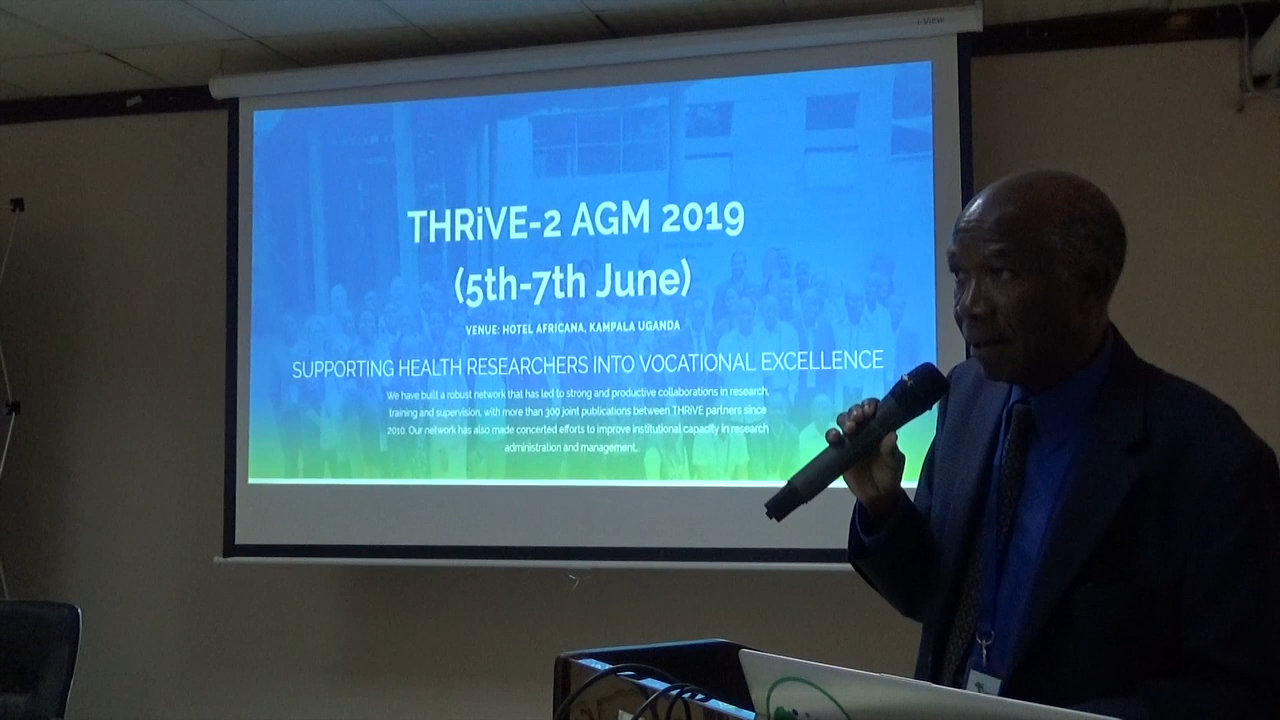 i-View
THRiVE-2 AGM 2019
(5th-7th June)
VENUE: HOTEL AFRICANA, KAMPALA UGANDA
SUPPORTING HEALTH RESEARCHERS INTO VOCATIONAL EXCELLENCE
We have built a robust network that has led to strong and productive collaborations in research,
training and supervision, with more than 300 joint publications between THRiVE partners since
2010. Our network has also made concerted efforts to improve institutional capacity in research
administration and management..